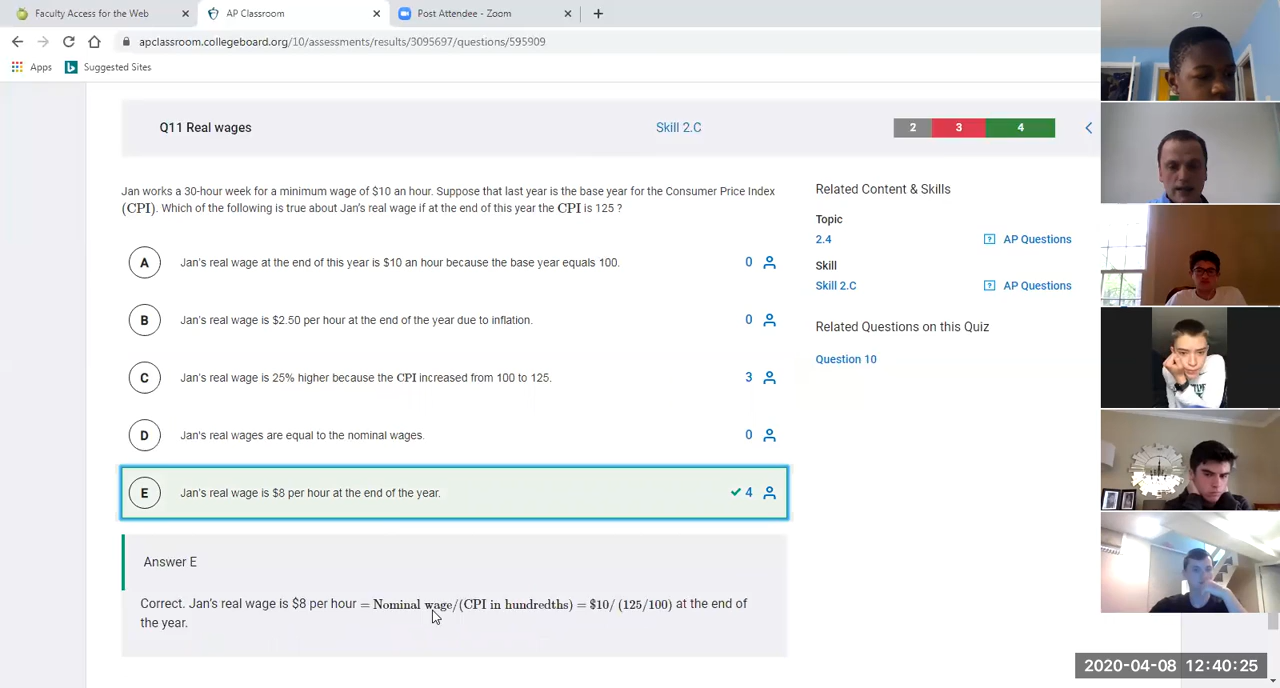 Faculty Access for the Web
AP Classroom
Post Attendee - Zoom
apclassroom.collegeboard.org/10/assessments/results/3095697/questions/595909
Apps
Suggested Sites
Q11 Real wages
Skill 2.C
2 3 4
Jan works a 30-hour week for a minimum wage of $10 an hour. Suppose that last year is the base year for the Consumer Price Index
(CPI). Which of the following is true about Jan's real wage if at the end of this year the CPI is 125 ?
A Jan's real wage at the end of this year is $10 an hour because the base year equals 100. 0
B Jan's real wage is $2.50 per hour at the end of the year due to inflation. 0
C Jan's real wage is 25% higher because the CPI increased from 100 to 125. 3
D Jan's real wages are equal to the nominal wages. 0
E Jan's real wage is $8 per hour at the end of the year. 4
Answer E
Correct. Jan's real wage is $8 per hour = Nominal wage/(CPI in hundredths) = $10/ (125/100) at the end of
the year.
Related Content & Skills
Topic
2.4 AP Questions
Skill
Skill 2.C AP Questions
Related Questions on this Quiz
Question 10
2020-04-08 12:40:25